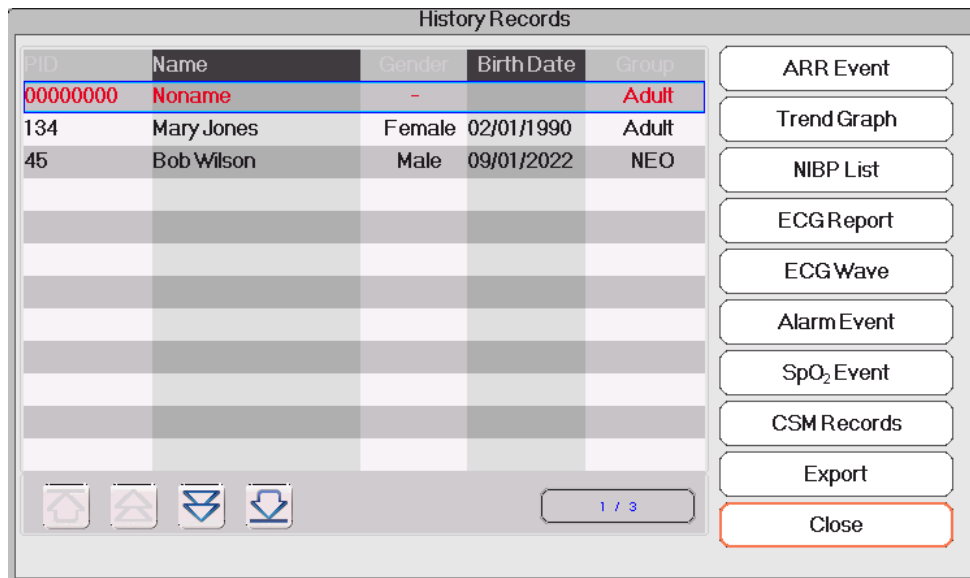 History Records
PID Name Gender Birth Date Group
00000000 Noname - Adult
134 Mary Jones Female 02/01/1990 Adult
45 Bob Wilson Male 09/01/2022 NEO
1 / 3
ARR Event
Trend Graph
NIBP List
ECG Report
ECG Wave
Alarm Event
SpO₂ Event
CSM Records
Export
Close